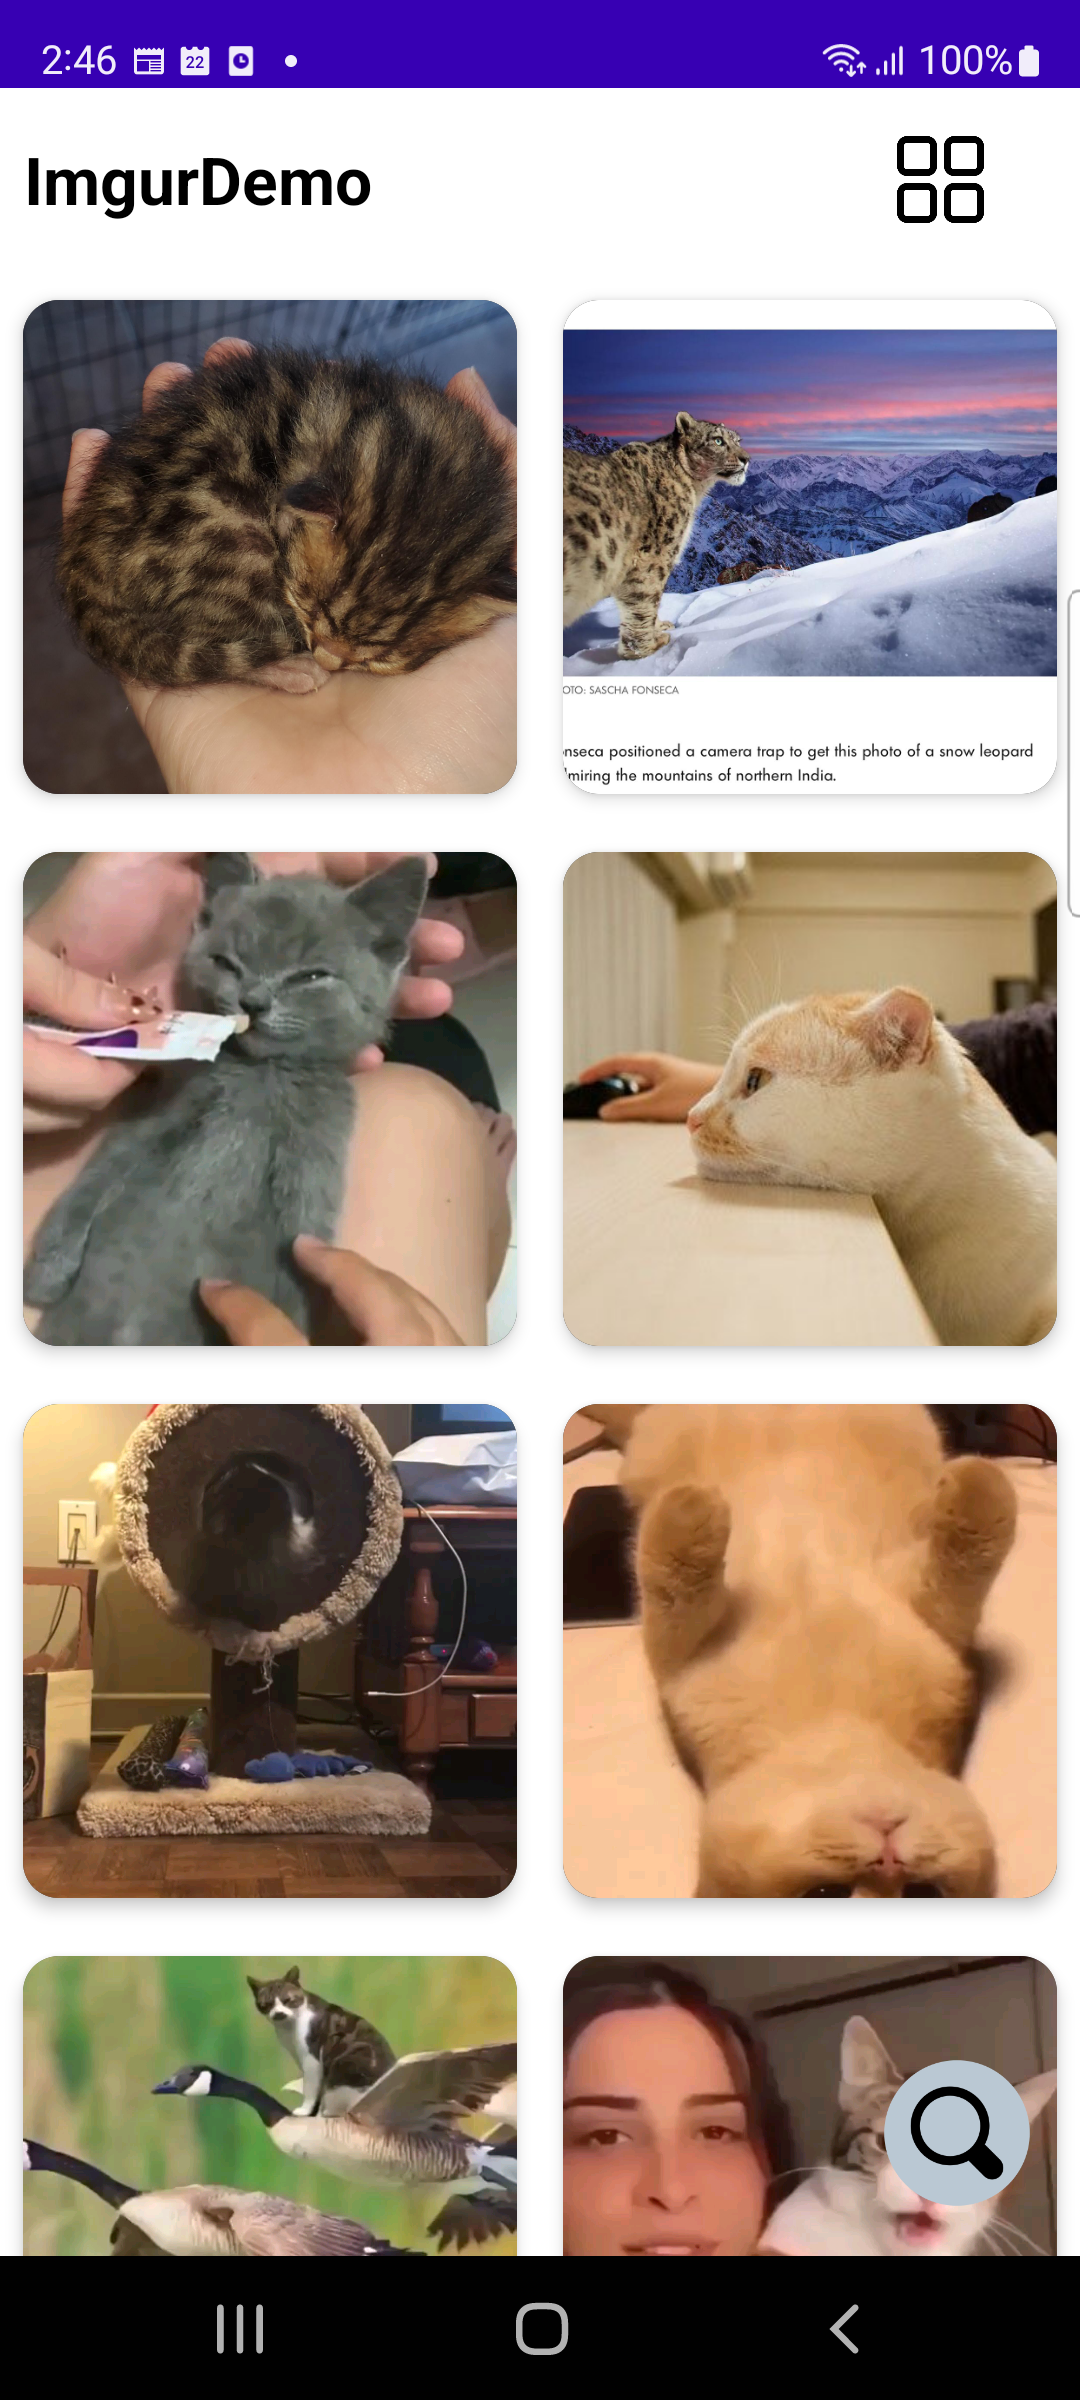 2:46 22 100%
ImgurDemo
OTO: SASCHA FONSECA
nseca positioned a camera trap to get this photo of a snow leopard
miring the mountains of northern India.